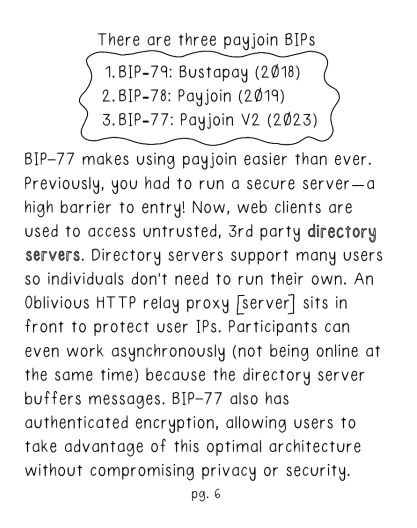 There are three payjoin BIPs
1. BIP-79: Bustapay (2018)
2. BIP-78: Payjoin (2019)
3. BIP-77: Payjoin V2 (2023)
BIP-77 makes using payjoin easier than ever.
Previously, you had to run a secure server—a
high barrier to entry! Now, web clients are
used to access untrusted, 3rd party directory
servers. Directory servers support many users
so individuals don't need to run their own. An
Oblivious HTTP relay proxy [server] sits in
front to protect user IPs. Participants can
even work asynchronously (not being online at
the same time) because the directory server
buffers messages. BIP-77 also has
authenticated encryption, allowing users to
take advantage of this optimal architecture
without compromising privacy or security.
pg. 6